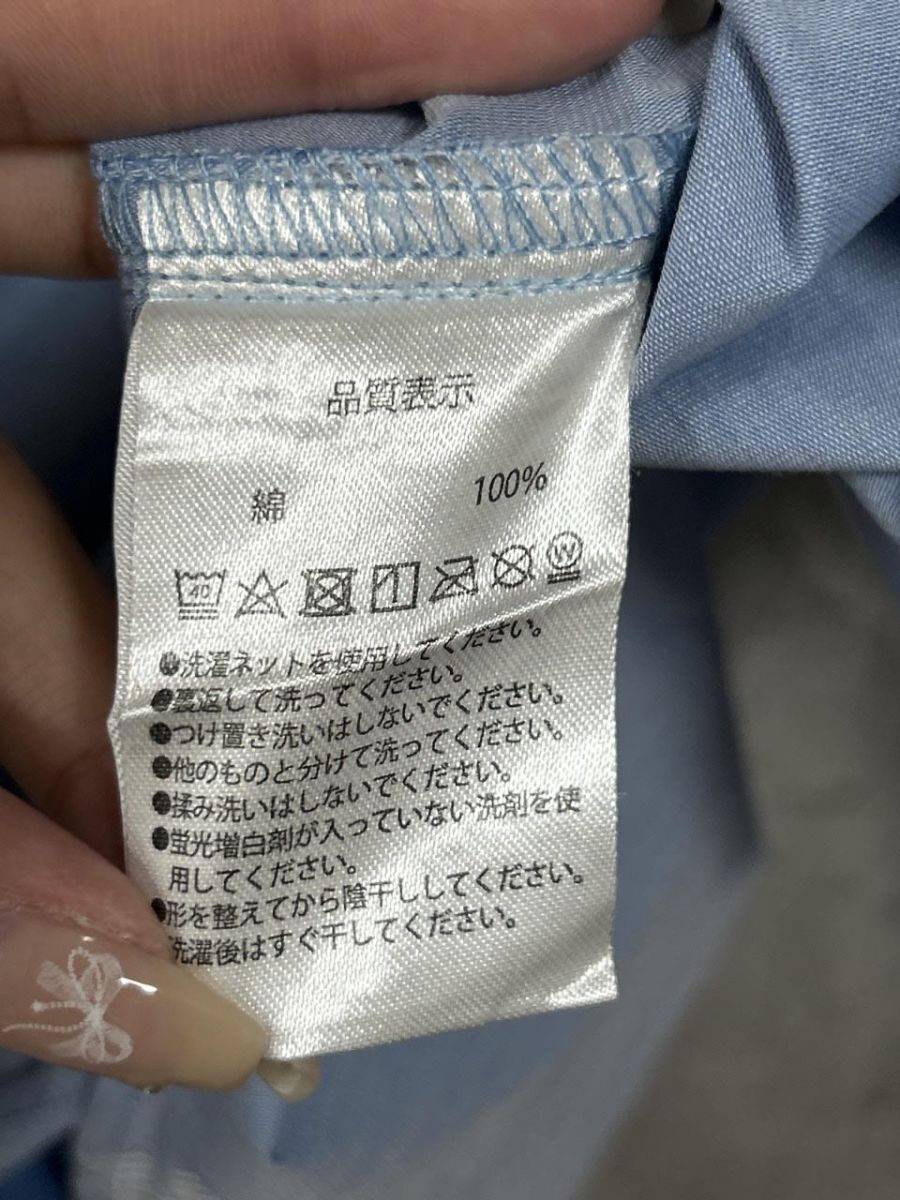 品質表示
綿 100%
40 W
●洗濯ネットを使用してください。
●裏返して洗ってください。
●つけ置き洗いはしないでください。
●他のものと分けて洗ってください。
●揉み洗いはしないでください。
●蛍光増白剤が入っていない洗剤を使
用してください。
●形を整えてから陰干ししてください。
洗濯後はすぐ干してください。